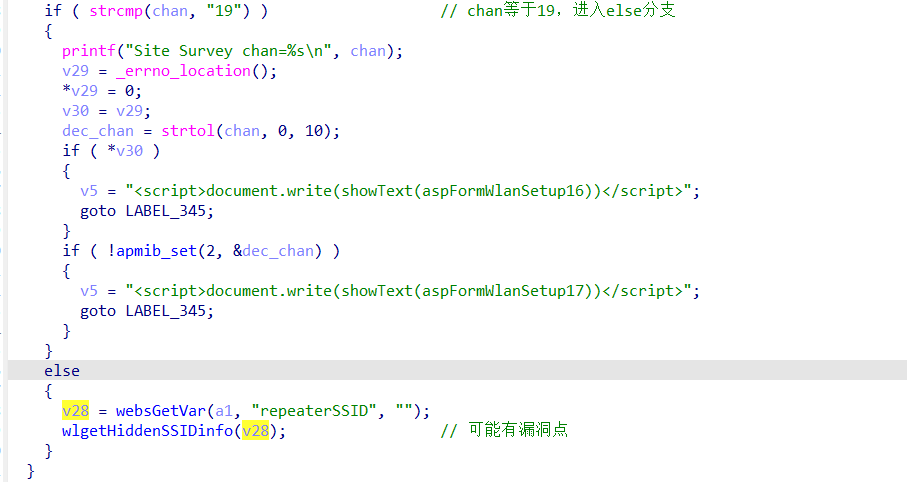 if ( strcmp(chan, "19") ) // chan等于19，进入else分支
{
printf("Site Survey chan=%s\n", chan);
v29 = _errno_location();
*v29 = 0;
v30 = v29;
dec_chan = strtol(chan, 0, 10);
if ( *v30 )
{
v5 = "<script>document.write(showText(aspFormWlanSetup16))</script>";
goto LABEL_345;
}
if ( !apmib_set(2, &dec_chan) )
{
v5 = "<script>document.write(showText(aspFormWlanSetup17))</script>";
goto LABEL_345;
}
}
else
{
v28 = websGetVar(a1, "repeaterSSID", "");
wlgetHiddenSSIDinfo(v28); // 可能有漏洞点
}
}